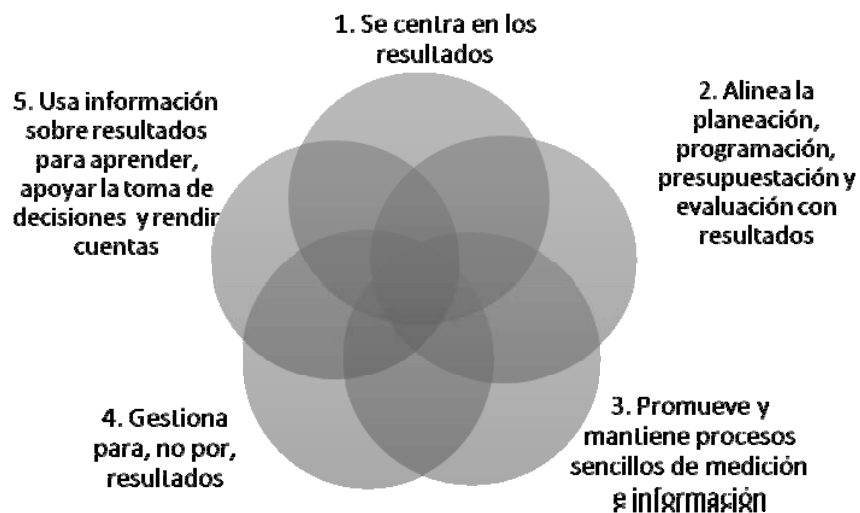 1. Se centra en los
resultados
2. Alinea la
planeación,
programación,
presupuestación y
evaluación con
resultados
3. Promueve y
mantiene procesos
sencillos de medición
e información
4. Gestiona
para, no por,
resultados
5. Usa información
sobre resultados
para aprender,
apoyar la toma de
decisiones y rendir
cuentas